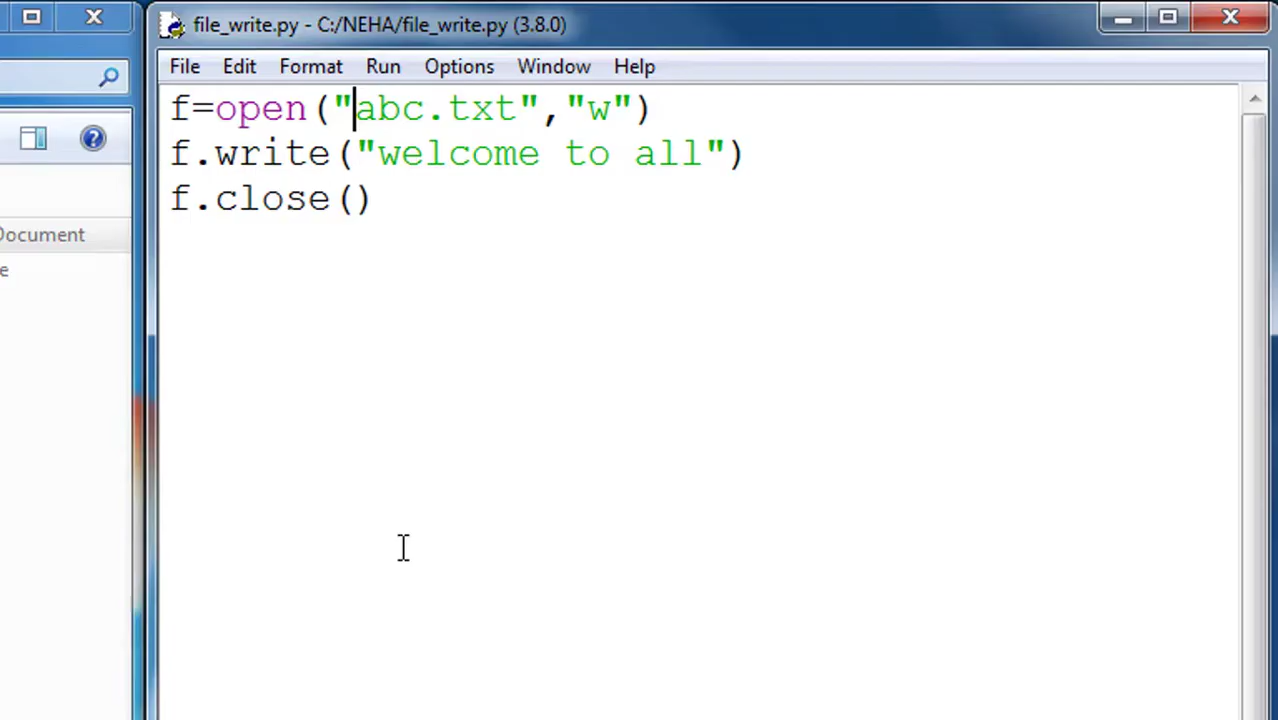 file_write.py - C:/NEHA/file_write.py (3.8.0)
File Edit Format Run Options Window Help
f=open("abc.txt","w")
f.write("welcome to all")
f.close()
Document
e